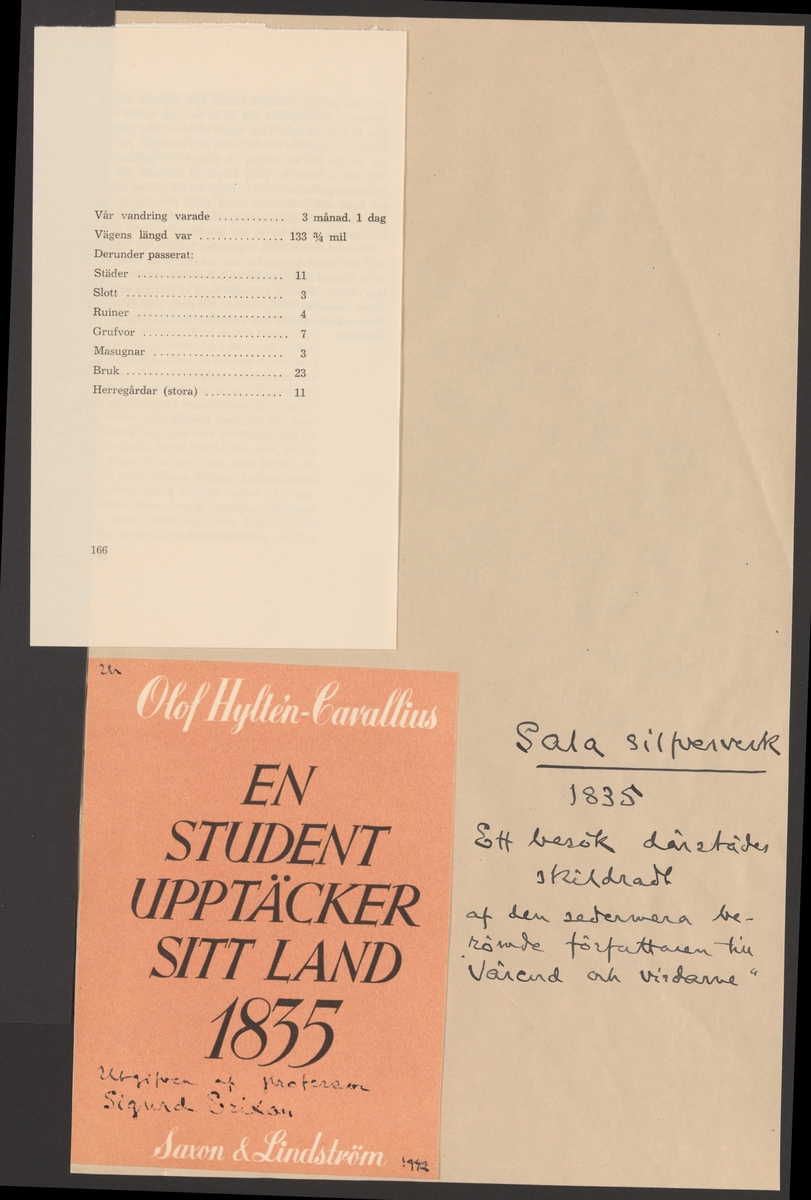 Vår vandring varade ............ 3 månad. 1 dag
Vägens längd var ............... 133 ¾ mil
Derunder passerat:
Städer ......................... 11
Slott ........................... 3
Ruiner ......................... 4
Grufvor ......................... 7
Masugnar ...................... 3
Bruk ........................... 23
Herregårdar (stora) .............. 11
166
Olof Hyltén-Cavallius
EN
STUDENT
UPPTÄCKER
SITT LAND
1835
Utgifven af professor
Sigurd Erixon
Saxon & Lindström 1942
Sala silfververk
1835
Ett besök därstädes
skildradt
af den sedermera be-
römde författaren till
"Värend och virdarne"